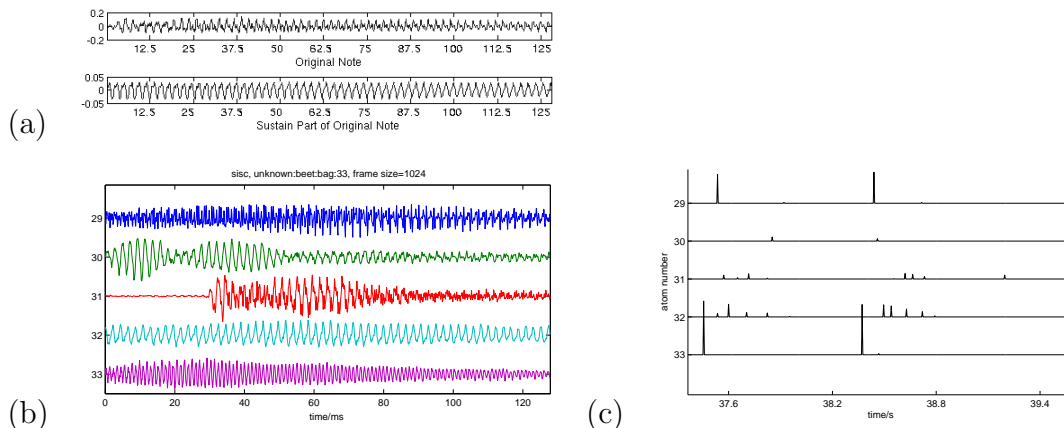 0.2
0
-0.2
12.5 25 37.5 50 62.5 75 87.5 100 112.5 125
Original Note
0.05
0
-0.05
12.5 25 37.5 50 62.5 75 87.5 100 112.5 125
Sustain Part of Original Note
(a)
sisc, unknown:beet:bag:33, frame size=1024
29
30
31
32
33
0 20 40 60 80 100 120
time/ms
(b)
29
30
31
32
33
atom number
37.6 38.2 38.8 39.4
time/s
(c)